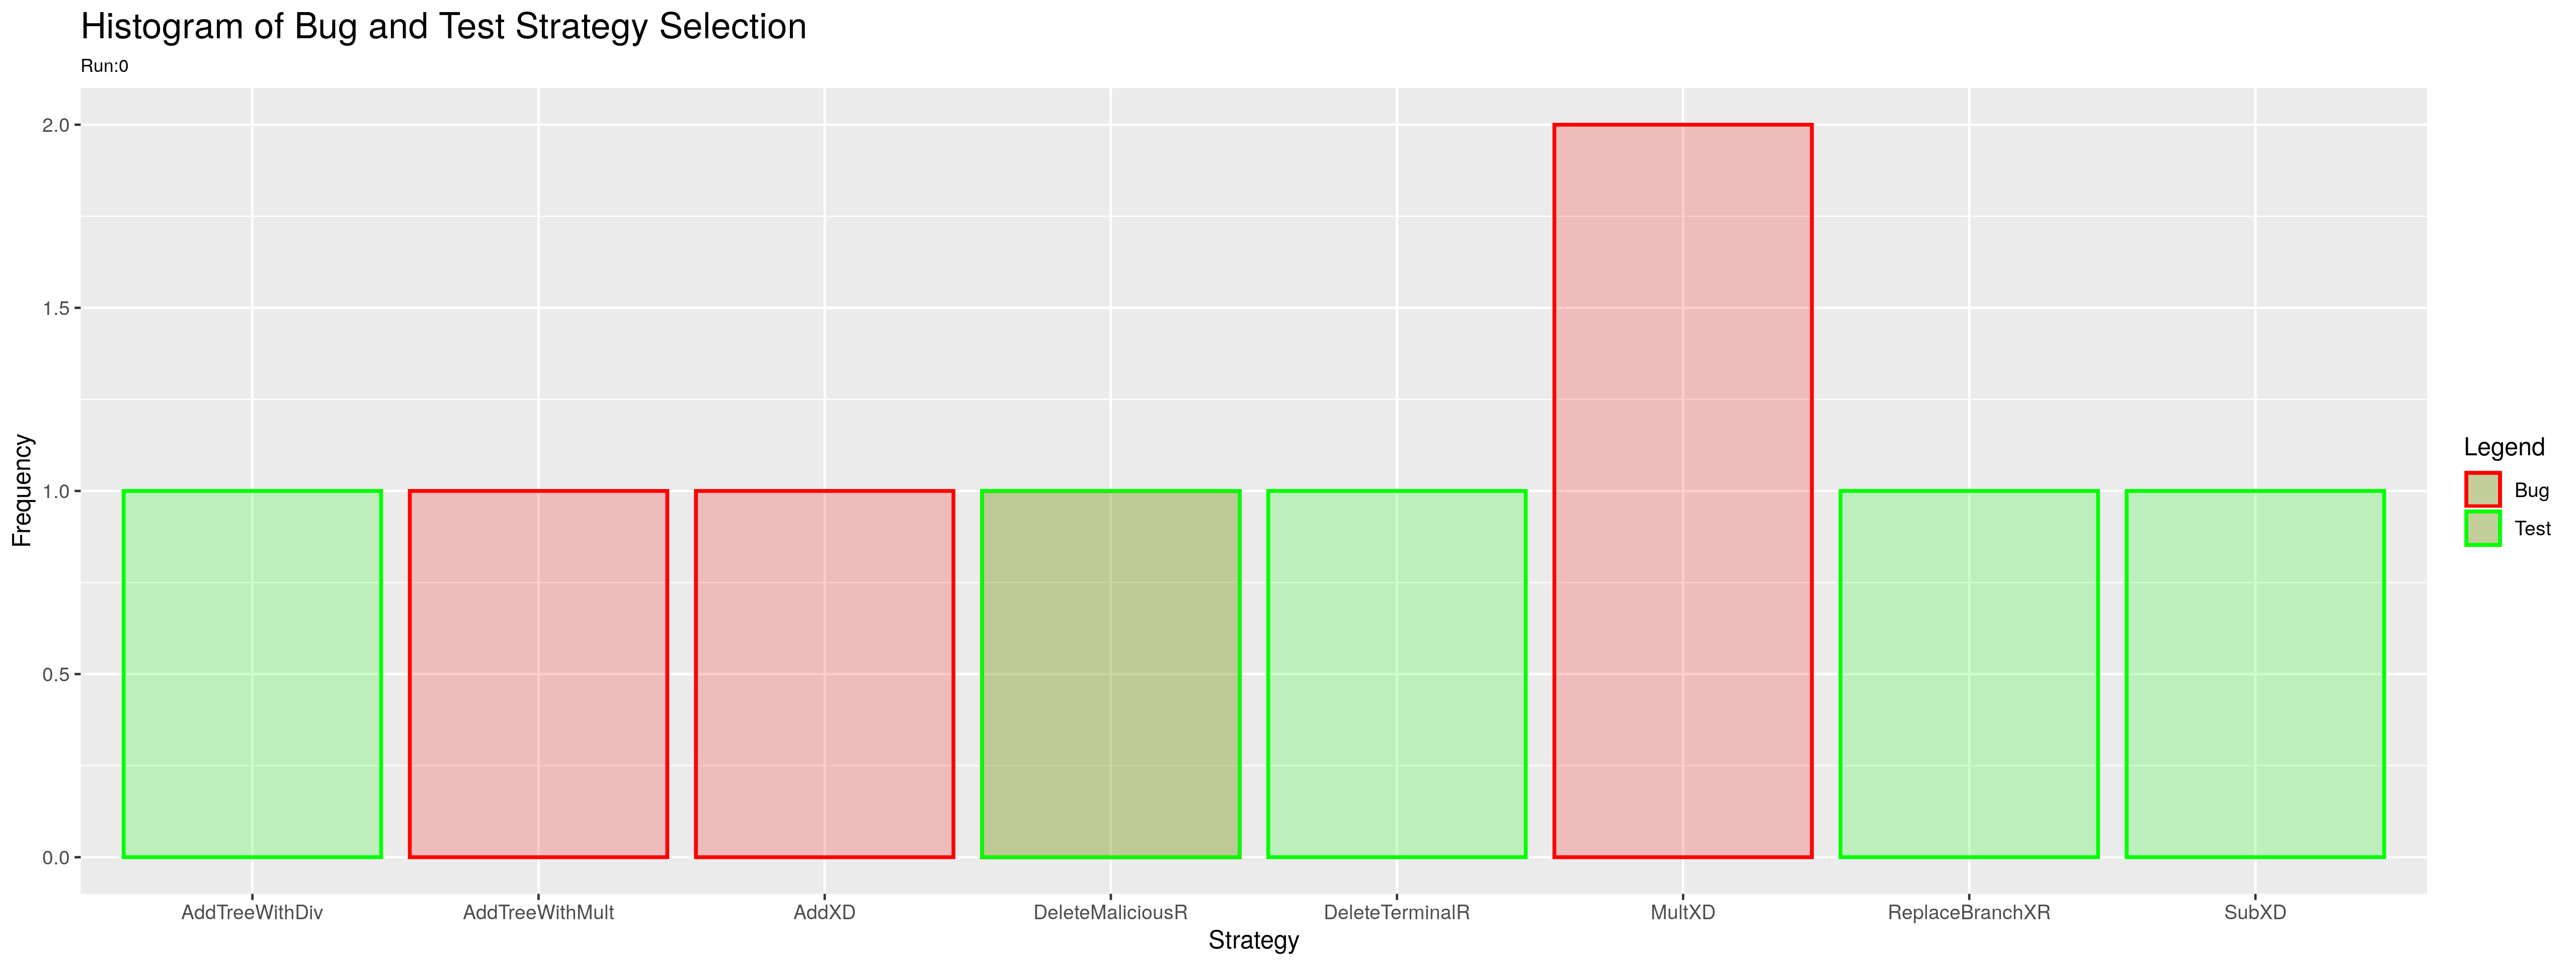 Histogram of Bug and Test Strategy Selection
Run:0
Frequency
2.0
1.5
1.0
0.5
0.0
AddTreeWithDiv AddTreeWithMult AddXD DeleteMaliciousR DeleteTerminalR MultXD ReplaceBranchXR SubXD
Strategy
Legend
Bug
Test